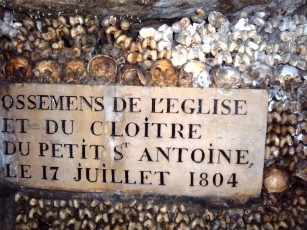 OSSEMENS DE L'EGLISE
ET DU CLOITRE
DU PETIT St ANTOINE,
LE 17 JUILLET 1804